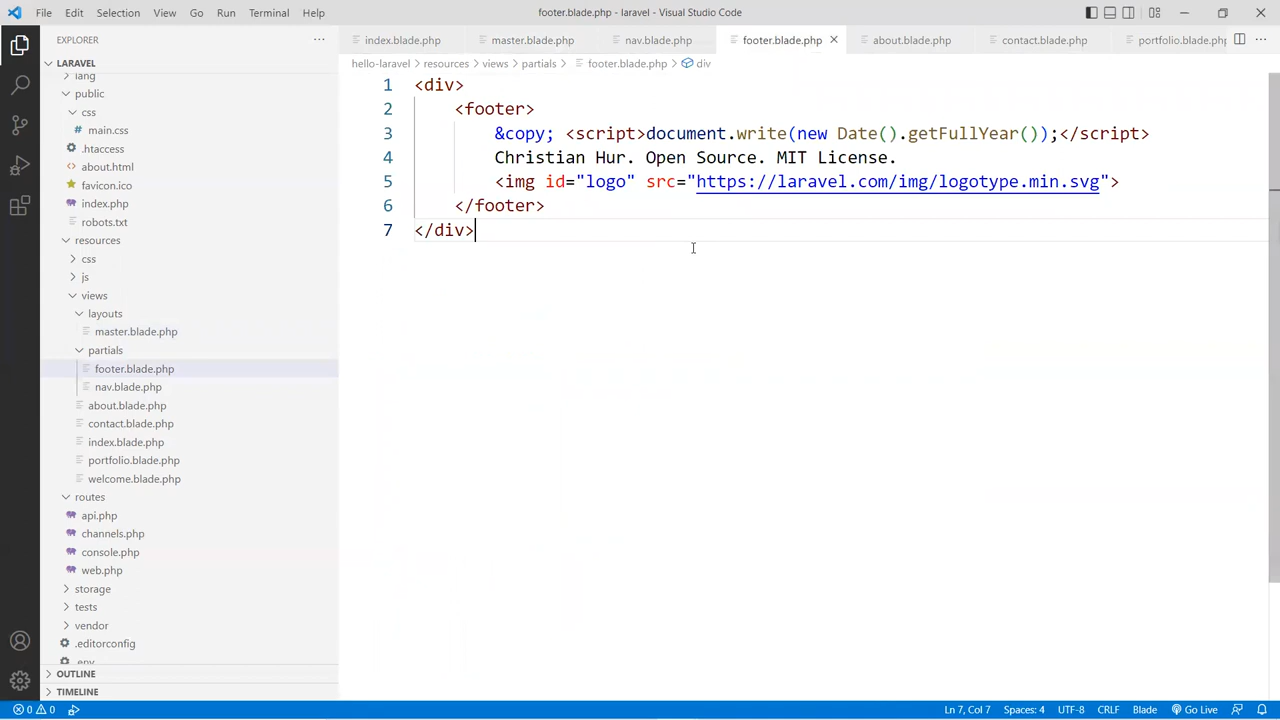 File Edit Selection View Go Run Terminal Help footer.blade.php - laravel - Visual Studio Code
EXPLORER
LARAVEL
lang
public
css
main.css
.htaccess
about.html
favicon.ico
index.php
robots.txt
resources
css
js
views
layouts
master.blade.php
partials
footer.blade.php
nav.blade.php
about.blade.php
contact.blade.php
index.blade.php
portfolio.blade.php
welcome.blade.php
routes
api.php
channels.php
console.php
web.php
storage
tests
vendor
.editorconfig
.env
OUTLINE
TIMELINE
index.blade.php master.blade.php nav.blade.php footer.blade.php about.blade.php contact.blade.php portfolio.blade.php
hello-laravel > resources > views > partials > footer.blade.php > div
1 <div>
2 <footer>
3 &copy; <script>document.write(new Date().getFullYear());</script>
4 Christian Hur. Open Source. MIT License.
5 <img id="logo" src="https://laravel.com/img/logotype.min.svg">
6 </footer>
7 </div>
0 0 Ln 7, Col 7 Spaces: 4 UTF-8 CRLF Blade Go Live